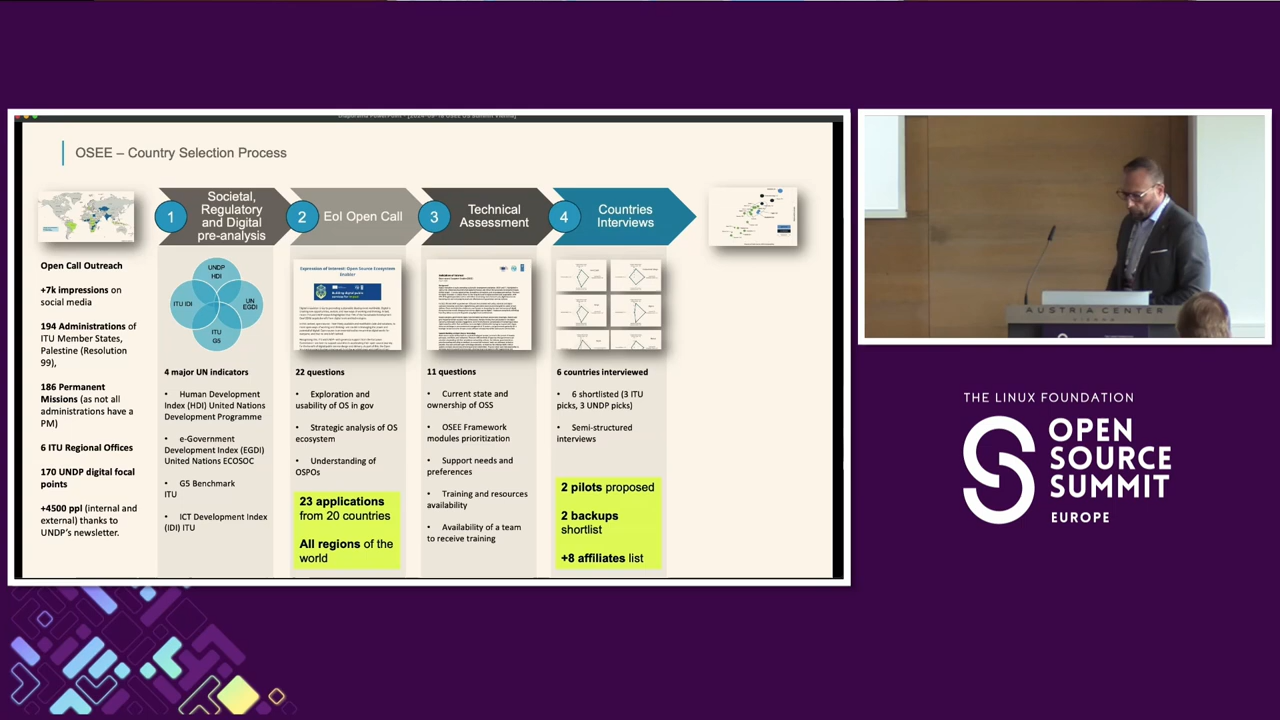 OSEE – Country Selection Process
1
Societal,
Regulatory
and Digital
pre-analysis
2
EoI Open Call
3
Technical
Assessment
4
Countries
Interviews
Open Call Outreach
+7k impressions on
social media
194 Administrations of
ITU Member States,
Palestine (Resolution
99),
186 Permanent
Missions (as not all
administrations have a
PM)
6 ITU Regional Offices
170 UNDP digital focal
points
+4500 ppl (internal and
external) thanks to
UNDP's newsletter.
UNDP
HDI
ITU IDI
UN
EGDI
ITU
G5
4 major UN indicators
• Human Development
Index (HDI) United Nations
Development Programme
• e-Government
Development Index (EGDI)
United Nations ECOSOC
• G5 Benchmark
ITU
• ICT Development Index
(IDI) ITU
Expression of Interest: Open Source Ecosystem
Enabler
22 questions
• Exploration and
usability of OS in gov
• Strategic analysis of OS
ecosystem
• Understanding of
OSPOs
23 applications
from 20 countries
All regions of the
world
11 questions
• Current state and
ownership of OSS
• OSEE Framework
modules prioritization
• Support needs and
preferences
• Training and resources
availability
• Availability of a team
to receive training
6 countries interviewed
• 6 shortlisted (3 ITU
picks, 3 UNDP picks)
• Semi-structured
interviews
2 pilots proposed
2 backups
shortlist
+8 affiliates list
AUSTRIA CENTER
THE LINUX FOUNDATION
OPEN
SOURCE
SUMMIT
EUROPE